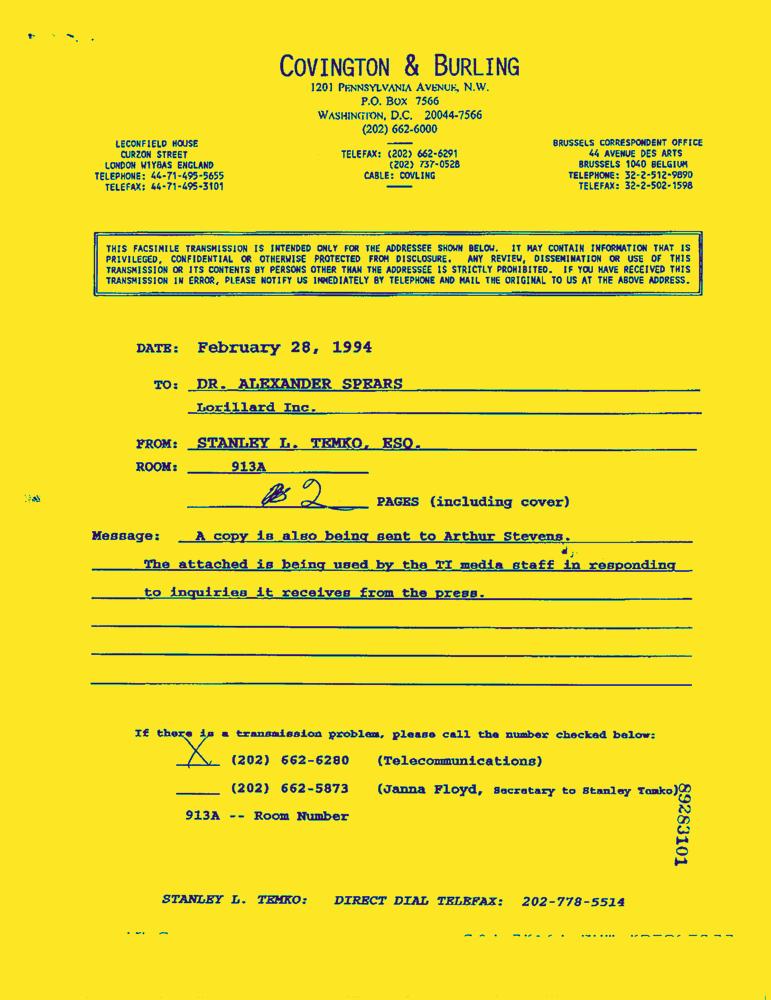 COVINGTON & BURLING
1201 PENNSYLVANIA AVENUE, N.W.
P.O. BOX 7566
WASHINGTON, D.C. 20044-7566
(202) 662-6000
LECONFIELD HOUSE
CURZON STREET
LONDON W1Y8AS ENGLAND
TELEPHONE: 44-71-495-5655
TELEFAX: 44-71-495-3101
TELEFAX: (202) 662-6291
(202) 737-0528
CABLE: COVLING
BRUSSELS CORRESPONDENT OFFICE
44 AVENUE DES ARTS
BRUSSELS 1040 BELGIUM
TELEPHONE: 32-2-512-9890
TELEFAX: 32-2-502-1598
THIS FACSIMILE TRANSMISSION IS INTENDED ONLY FOR THE ADDRESSEE SHOWN BELOW. IT MAY CONTAIN INFORMATION THAT IS
PRIVILEGED, CONFIDENTIAL OR OTHERWISE PROTECTED FROM DISCLOSURE. ANY REVIEW, DISSEMINATION OR USE OF THIS
TRANSMISSION OR ITS CONTENTS BY PERSONS OTHER THAN THE ADDRESSEE IS STRICTLY PROHIBITED. IF YOU HAVE RECEIVED THIS
TRANSMISSION IN ERROR, PLEASE NOTIFY US IMMEDIATELY BY TELEPHONE AND MAIL THE ORIGINAL TO US AT THE ABOVE ADDRESS.
DATE: February 28, 1994
TO: DR. ALEXANDER SPEARS
Lorillard Inc.
FROM: STANLEY L. TEMKO, ESQ.
ROOM: 913A
2 PAGES (including cover)
Message: A copy is also being sent to Arthur Stevens.
The attached is being used by the TI media staff in responding
to inquiries it receives from the press.
If there is a transmission problem, please call the number checked below:
X (202) 662-6280 (Telecommunications)
(202) 662-5873 (Janna Floyd, Secretary to Stanley Temko)
913A -- Room Number
89283101
STANLEY L. TEMKO: DIRECT DIAL TELEFAX: 202-778-5514